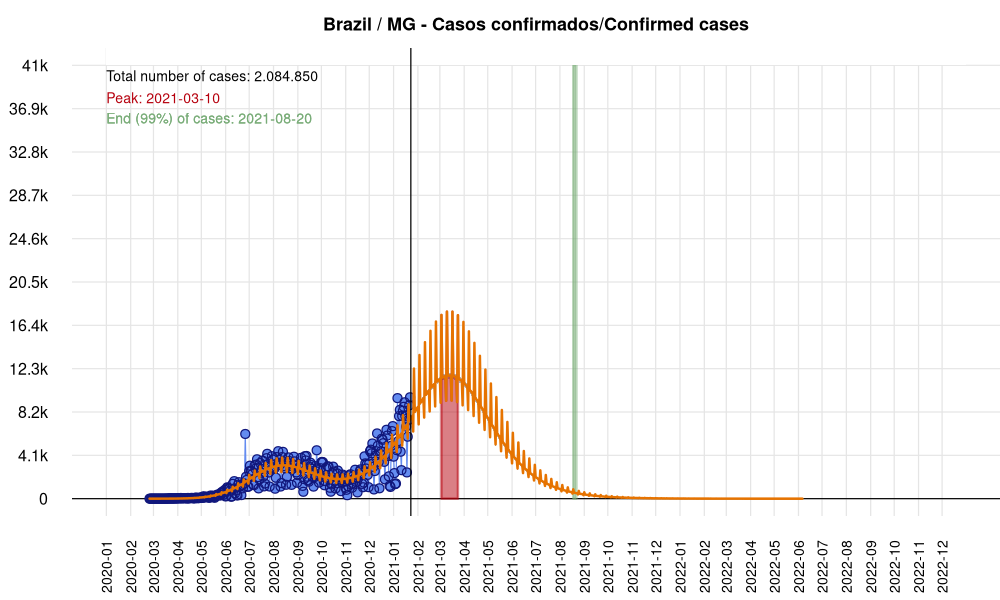 Brazil / MG - Casos confirmados/Confirmed cases
Total number of cases: 2.084.850
Peak: 2021-03-10
End (99%) of cases: 2021-08-20
41k
36.9k
32.8k
28.7k
24.6k
20.5k
16.4k
12.3k
8.2k
4.1k
0
2020-01
2020-02
2020-03
2020-04
2020-05
2020-06
2020-07
2020-08
2020-09
2020-10
2020-11
2020-12
2021-01
2021-02
2021-03
2021-04
2021-05
2021-06
2021-07
2021-08
2021-09
2021-10
2021-11
2021-12
2022-01
2022-02
2022-03
2022-04
2022-05
2022-06
2022-07
2022-08
2022-09
2022-10
2022-11
2022-12